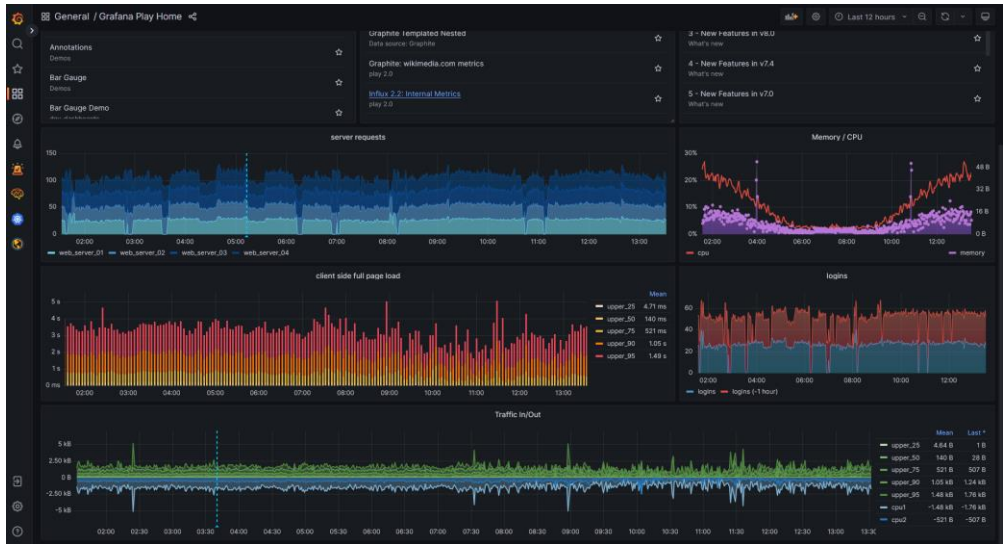 General / Grafana Play Home
Last 12 hours
Annotations
Demos
Bar Gauge
Demos
Bar Gauge Demo
dev dashboards
Graphite Templated Nested
Data source: Graphite
Graphite: wikimedia.com metrics
play 2.0
Influx 2.2: Internal Metrics
play 2.0
3 - New Features in v8.0
What's new
4 - New Features in v7.4
What's new
5 - New Features in v7.0
What's new
server requests
150
100
50
0
02:00 03:00 04:00 05:00 06:00 07:00 08:00 09:00 10:00 11:00 12:00 13:00
web_server_01 web_server_02 web_server_03 web_server_04
Memory / CPU
30%
20%
10%
0%
48 B
32 B
16 B
0 B
02:00 04:00 06:00 08:00 10:00 12:00
cpu memory
client side full page load
5 s
4 s
3 s
2 s
1 s
0 ms
02:00 03:00 04:00 05:00 06:00 07:00 08:00 09:00 10:00 11:00 12:00 13:00
Mean
upper_25 4.71 ms
upper_50 140 ms
upper_75 521 ms
upper_90 1.05 s
upper_95 1.49 s
logins
60
40
20
0
02:00 04:00 06:00 08:00 10:00 12:00
logins logins (-1 hour)
Traffic In/Out
5 kB
2.50 kB
0 B
-2.50 kB
-5 kB
02:00 02:30 03:00 03:30 04:00 04:30 05:00 05:30 06:00 06:30 07:00 07:30 08:00 08:30 09:00 09:30 10:00 10:30 11:00 11:30 12:00 12:30 13:00 13:30
Mean Last *
upper_25 4.64 B 1 B
upper_50 140 B 28 B
upper_75 521 B 507 B
upper_90 1.05 kB 1.24 kB
upper_95 1.48 kB 1.76 kB
cpu1 -1.48 kB -1.76 kB
cpu2 -521 B -507 B